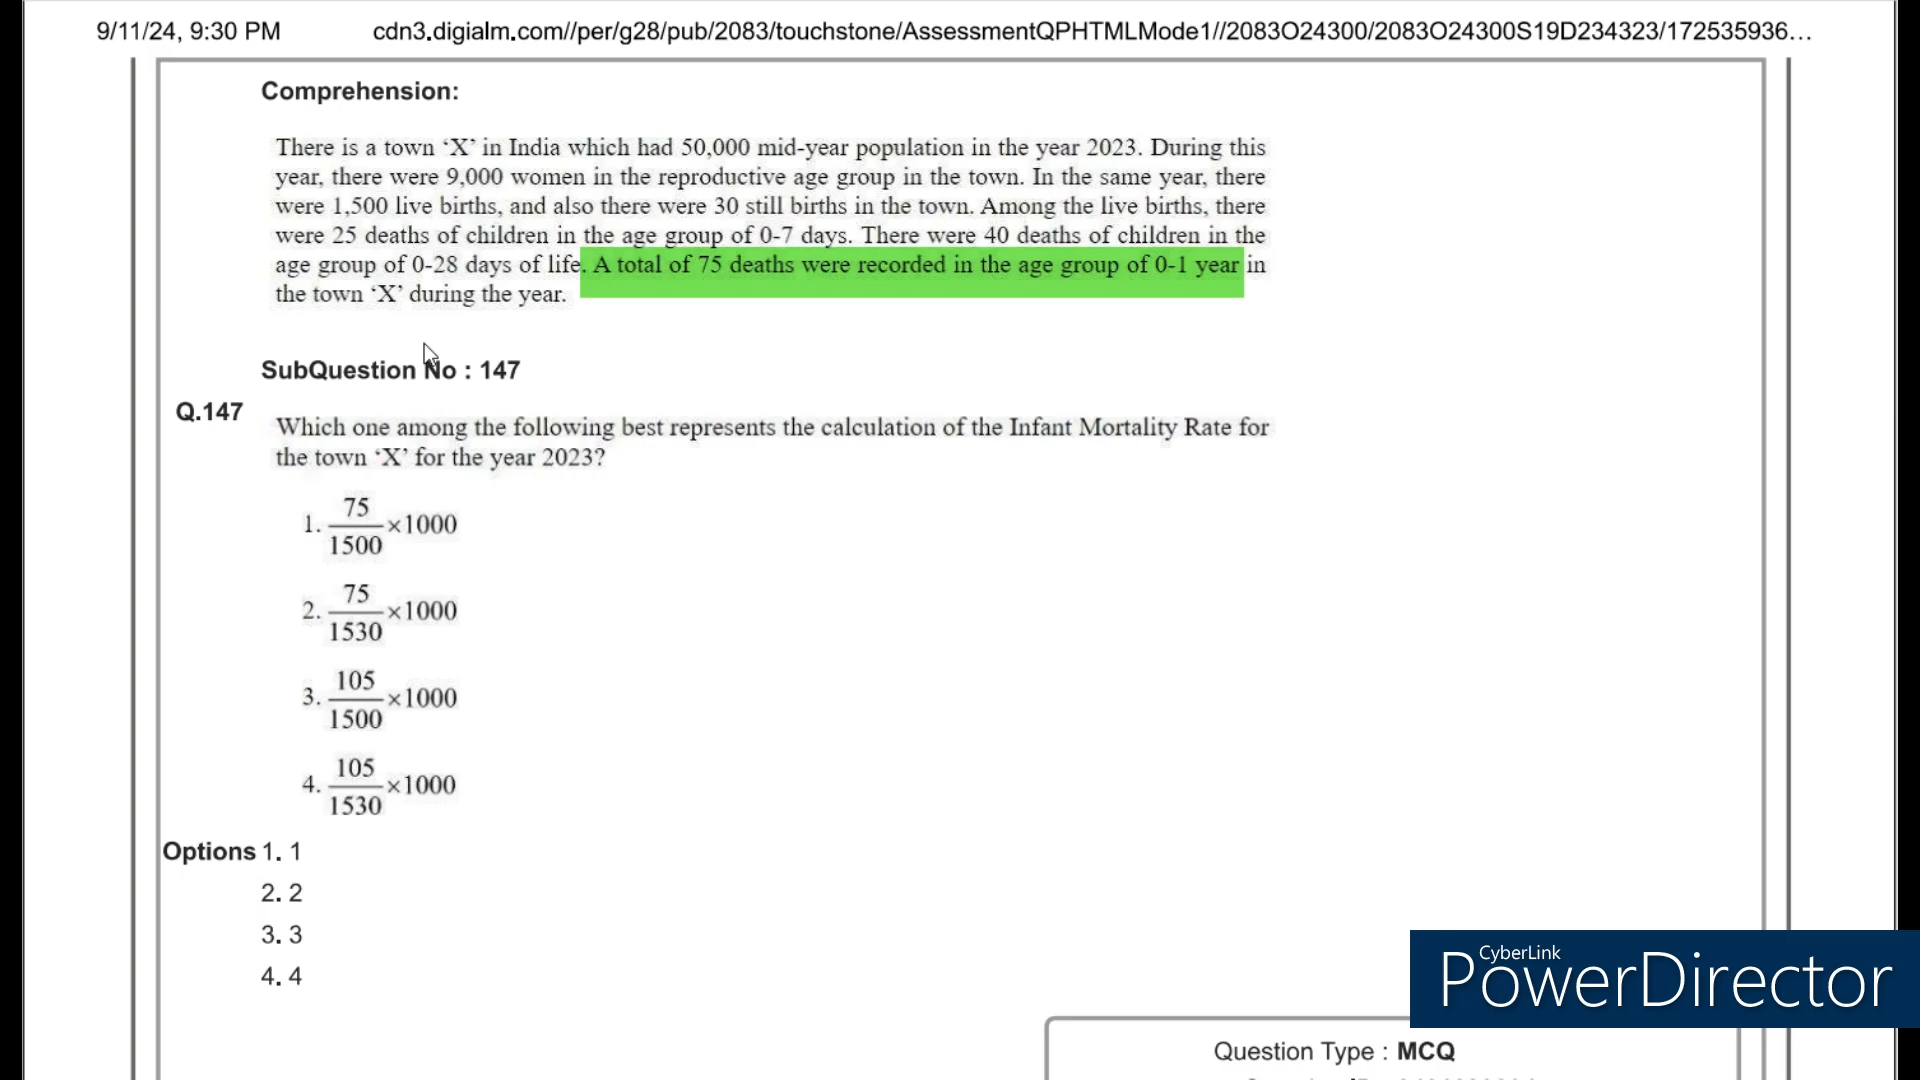 9/11/24, 9:30 PM
cdn3.digialm.com//per/g28/pub/2083/touchstone/AssessmentQPHTMLMode1//2083O24300/2083O24300S19D234323/172535936…
Comprehension:
There is a town ‘X’ in India which had 50,000 mid-year population in the year 2023. During this
year, there were 9,000 women in the reproductive age group in the town. In the same year, there
were 1,500 live births, and also there were 30 still births in the town. Among the live births, there
were 25 deaths of children in the age group of 0-7 days. There were 40 deaths of children in the
age group of 0-28 days of life. A total of 75 deaths were recorded in the age group of 0-1 year in
the town ‘X’ during the year.
SubQuestion No : 147
Q.147
Which one among the following best represents the calculation of the Infant Mortality Rate for
the town ‘X’ for the year 2023?
75
1. ×1000
1500
75
2. ×1000
1530
105
3. ×1000
1500
105
4. ×1000
1530
Options 1. 1
2. 2
3. 3
4. 4
CyberLink
PowerDirector
Question Type : MCQ